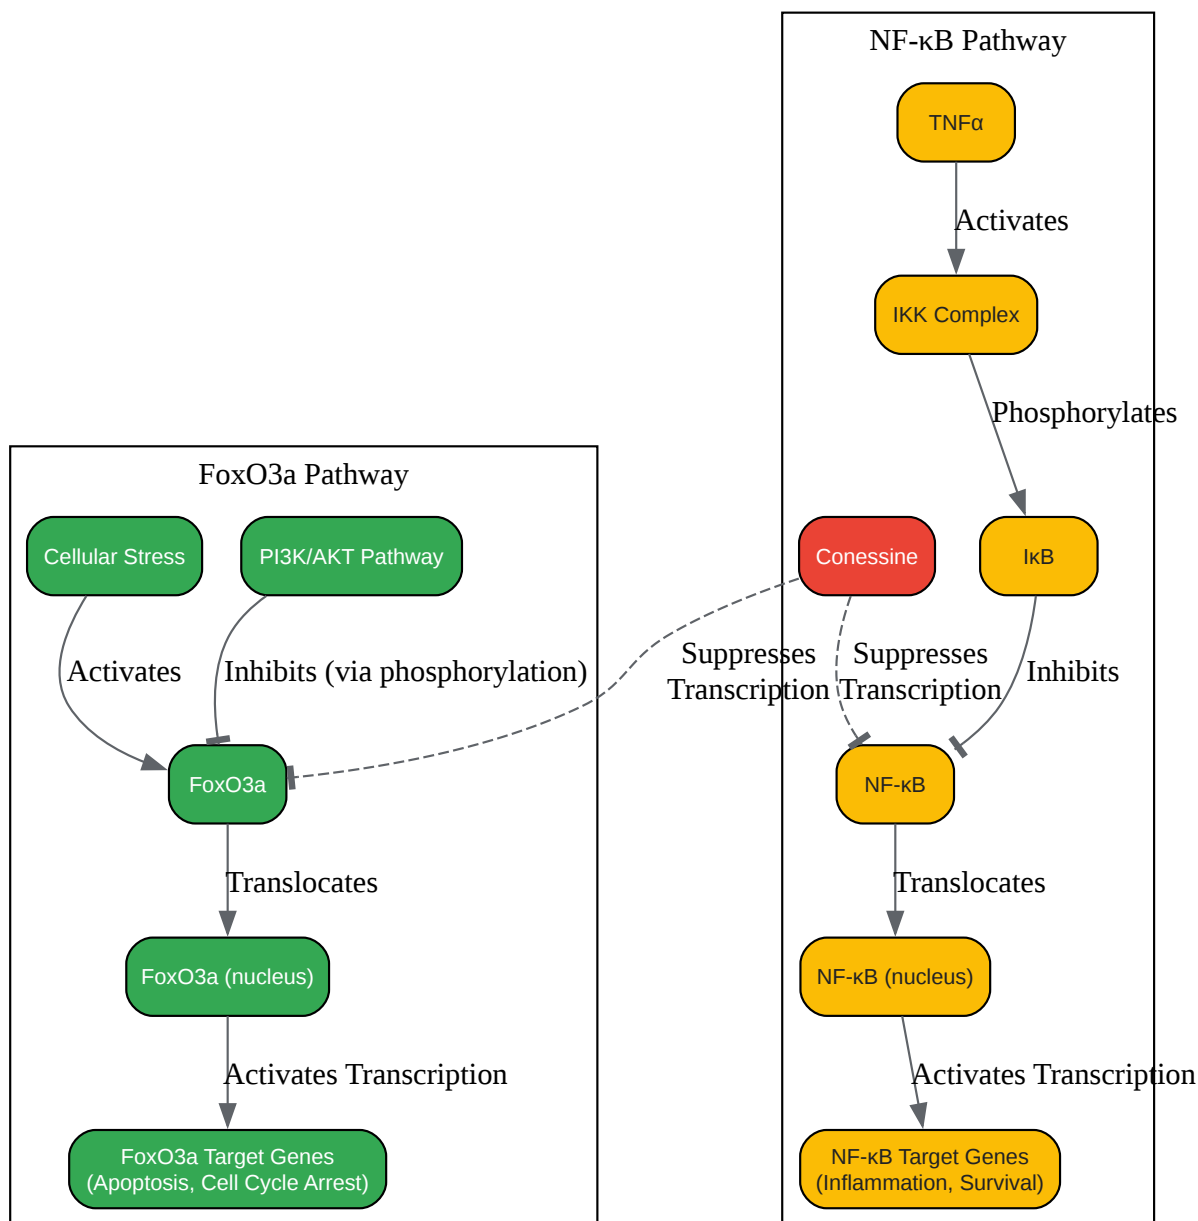 NF-κB Pathway
TNFα
Activates
IKK Complex
Phosphorylates
FoxO3a Pathway
Cellular Stress
PI3K/AKT Pathway
Conessine
IκB
Activates
Inhibits (via phosphorylation)
Suppresses
Transcription
Suppresses
Transcription
Inhibits
FoxO3a
NF-κB
Translocates
Translocates
FoxO3a (nucleus)
NF-κB (nucleus)
Activates Transcription
Activates Transcription
FoxO3a Target Genes
(Apoptosis, Cell Cycle Arrest)
NF-κB Target Genes
(Inflammation, Survival)